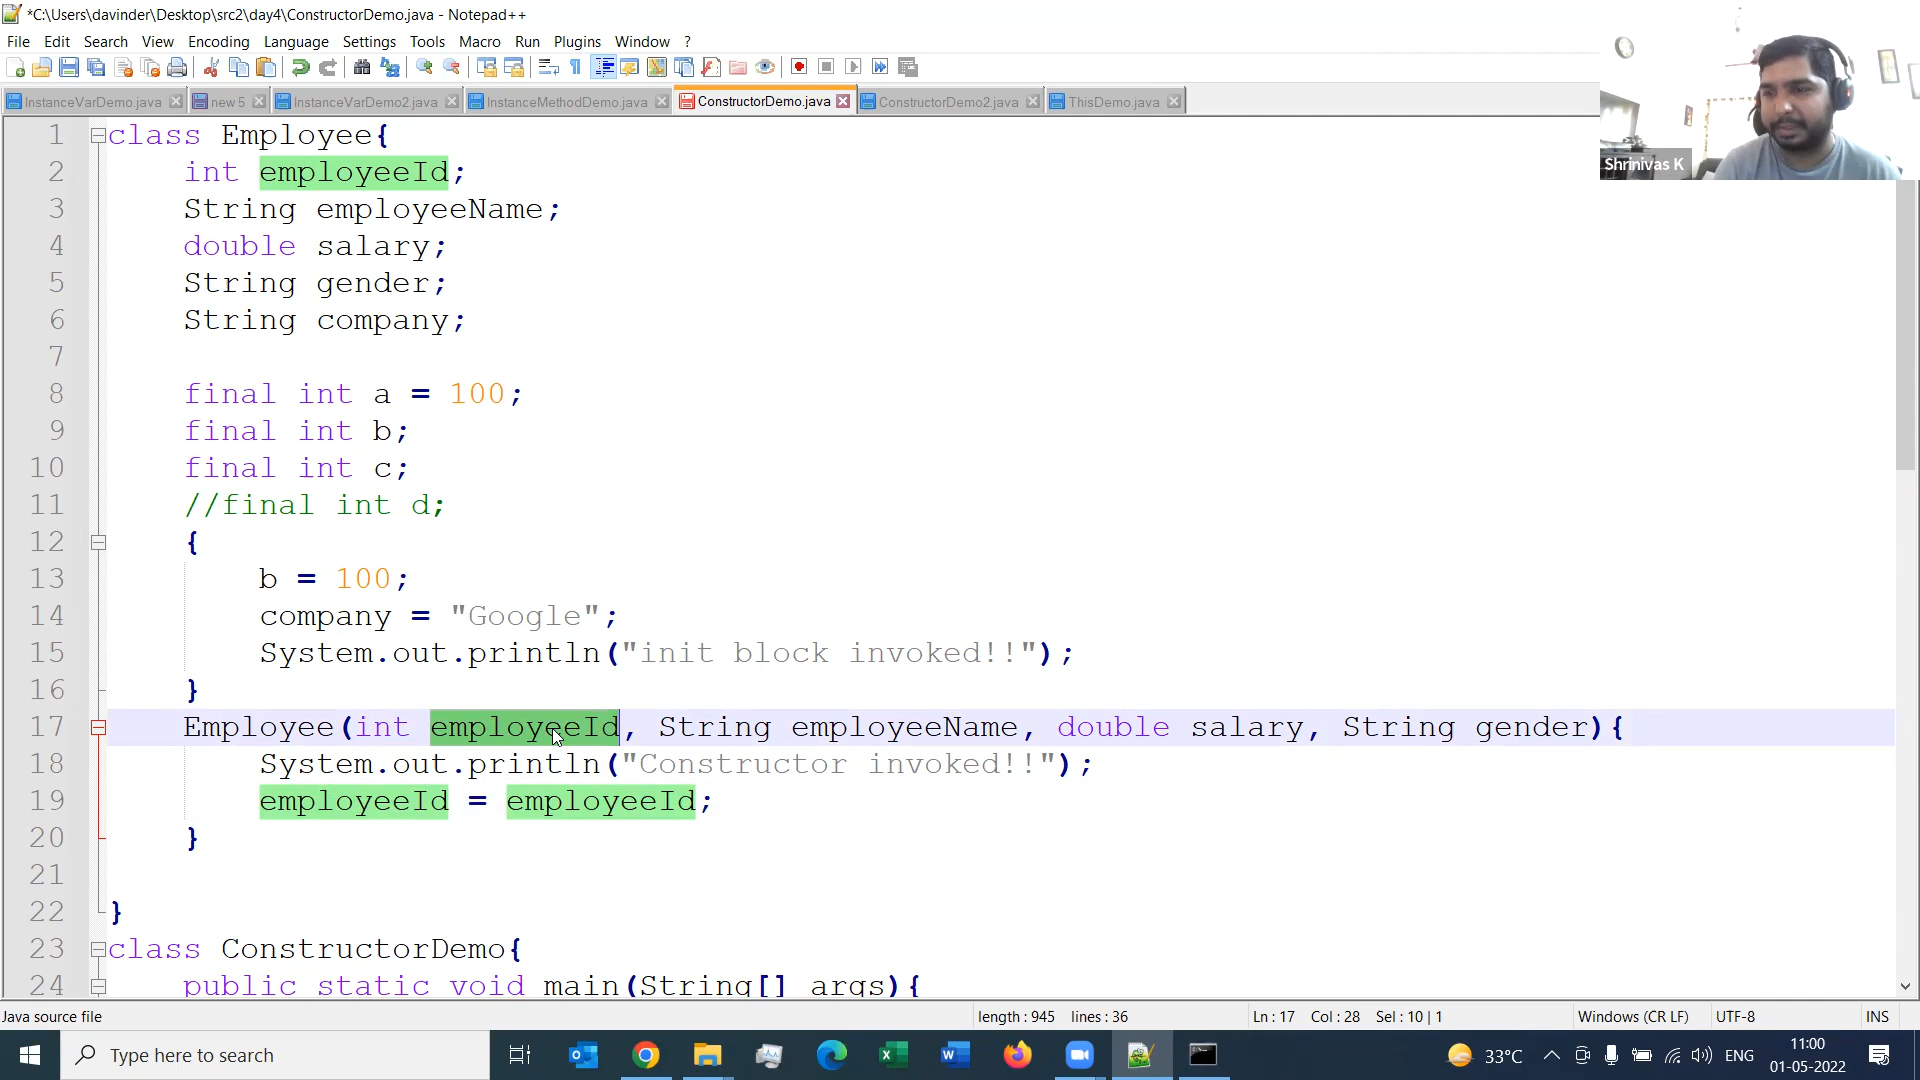 *C:\Users\davinder\Desktop\src2\day4\ConstructorDemo.java - Notepad++
File Edit Search View Encoding Language Settings Tools Macro Run Plugins Window ?
InstanceVarDemo.java new 5 InstanceVarDemo2.java InstanceMethodDemo.java ConstructorDemo.java ConstructorDemo2.java ThisDemo.java
Shrinivas K
1 class Employee{
2 int employeeId;
3 String employeeName;
4 double salary;
5 String gender;
6 String company;
7
8 final int a = 100;
9 final int b;
10 final int c;
11 //final int d;
12 {
13 b = 100;
14 company = "Google";
15 System.out.println("init block invoked!!");
16 }
17 Employee(int employeeId, String employeeName, double salary, String gender){
18 System.out.println("Constructor invoked!!");
19 employeeId = employeeId;
20 }
21
22 }
23 class ConstructorDemo{
24 public static void main(String[] args){
Java source file length : 945 lines : 36 Ln : 17 Col : 28 Sel : 10 | 1 Windows (CR LF) UTF-8 INS
Type here to search 33°C ENG 11:00
01-05-2022